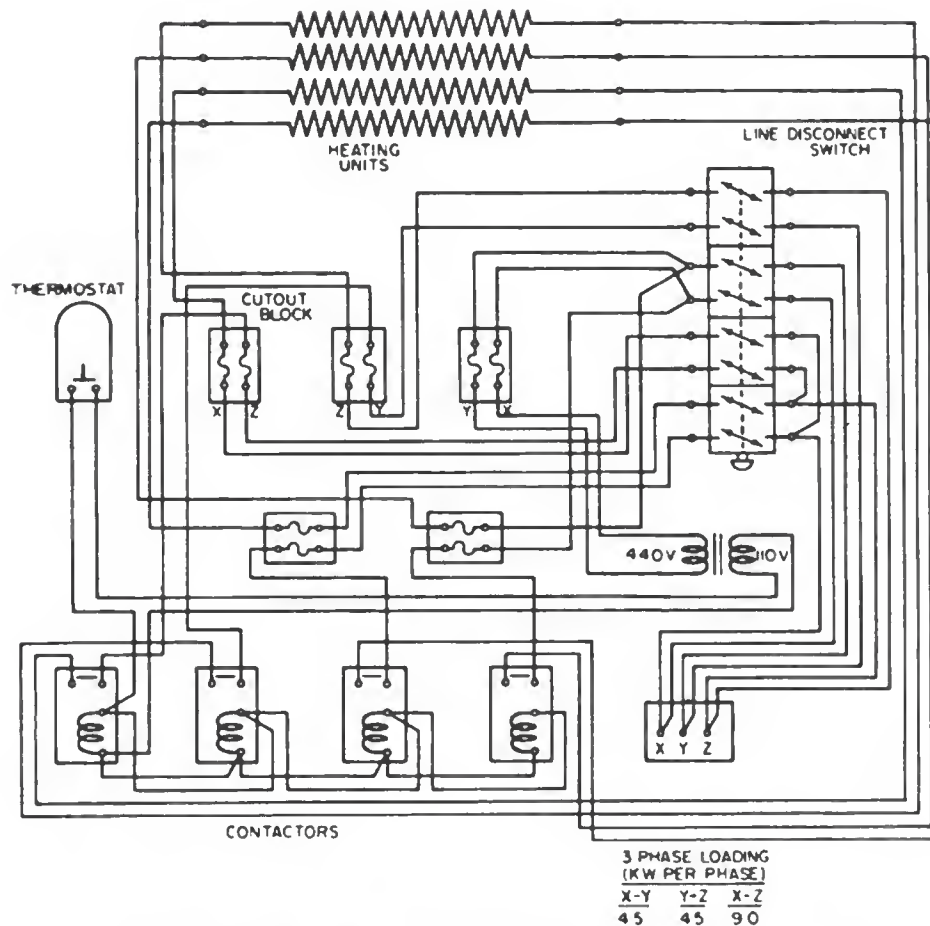 HEATING
UNITS
LINE DISCONNECT
SWITCH
THERMOSTAT
CUTOUT
BLOCK
X Z
Z Y
Y X
440V 110V
X Y Z
CONTACTORS
3 PHASE LOADING
(KW PER PHASE)
X-Y Y-Z X-Z
45 45 90